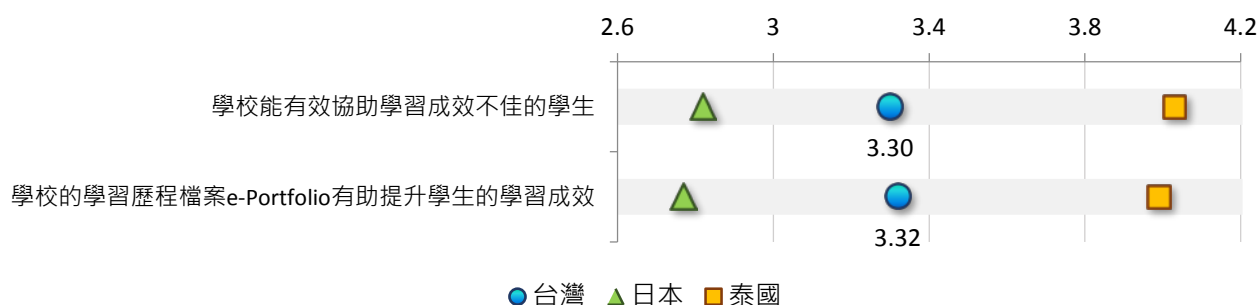 2.6 3 3.4 3.8 4.2
學校能有效協助學習成效不佳的學生
3.30
學校的學習歷程檔案e-Portfolio有助提升學生的學習成效
3.32
台灣 日本 泰國